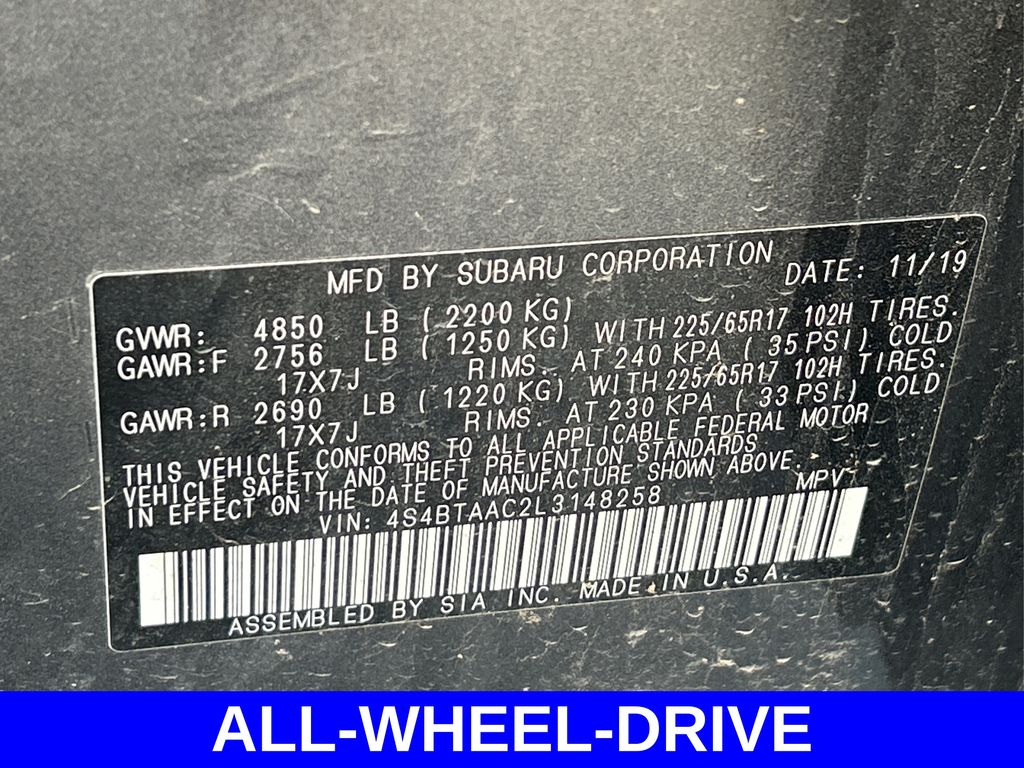 MFD BY SUBARU CORPORATION DATE: 11/19
GVWR: 4850 LB ( 2200 KG)
GAWR:F 2756 LB ( 1250 KG) WITH 225/65R17 102H TIRES.
17X7J RIMS. AT 240 KPA ( 35 PSI) COLD
GAWR:R 2690 LB ( 1220 KG) WITH 225/65R17 102H TIRES.
17X7J RIMS. AT 230 KPA ( 33 PSI) COLD
THIS VEHICLE CONFORMS TO ALL APPLICABLE FEDERAL MOTOR
VEHICLE SAFETY AND THEFT PREVENTION STANDARDS
IN EFFECT ON THE DATE OF MANUFACTURE SHOWN ABOVE.
VIN: 4S4BTAAC2L3148258 MPV
ASSEMBLED BY SIA INC. MADE IN U.S.A.
ALL-WHEEL-DRIVE